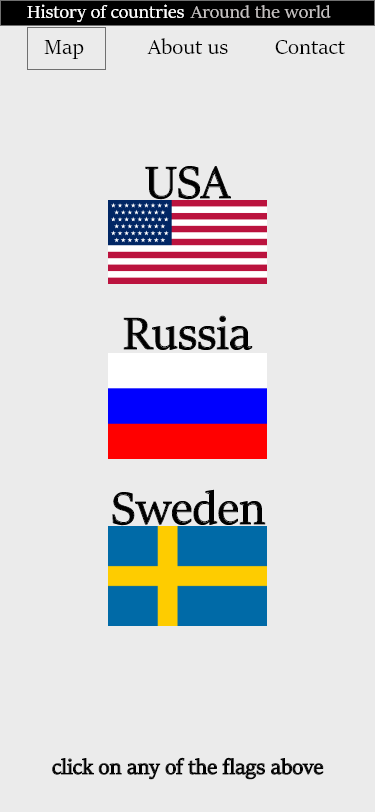 History of countries Around the world
Map About us Contact
USA
Russia
Sweden
click on any of the flags above